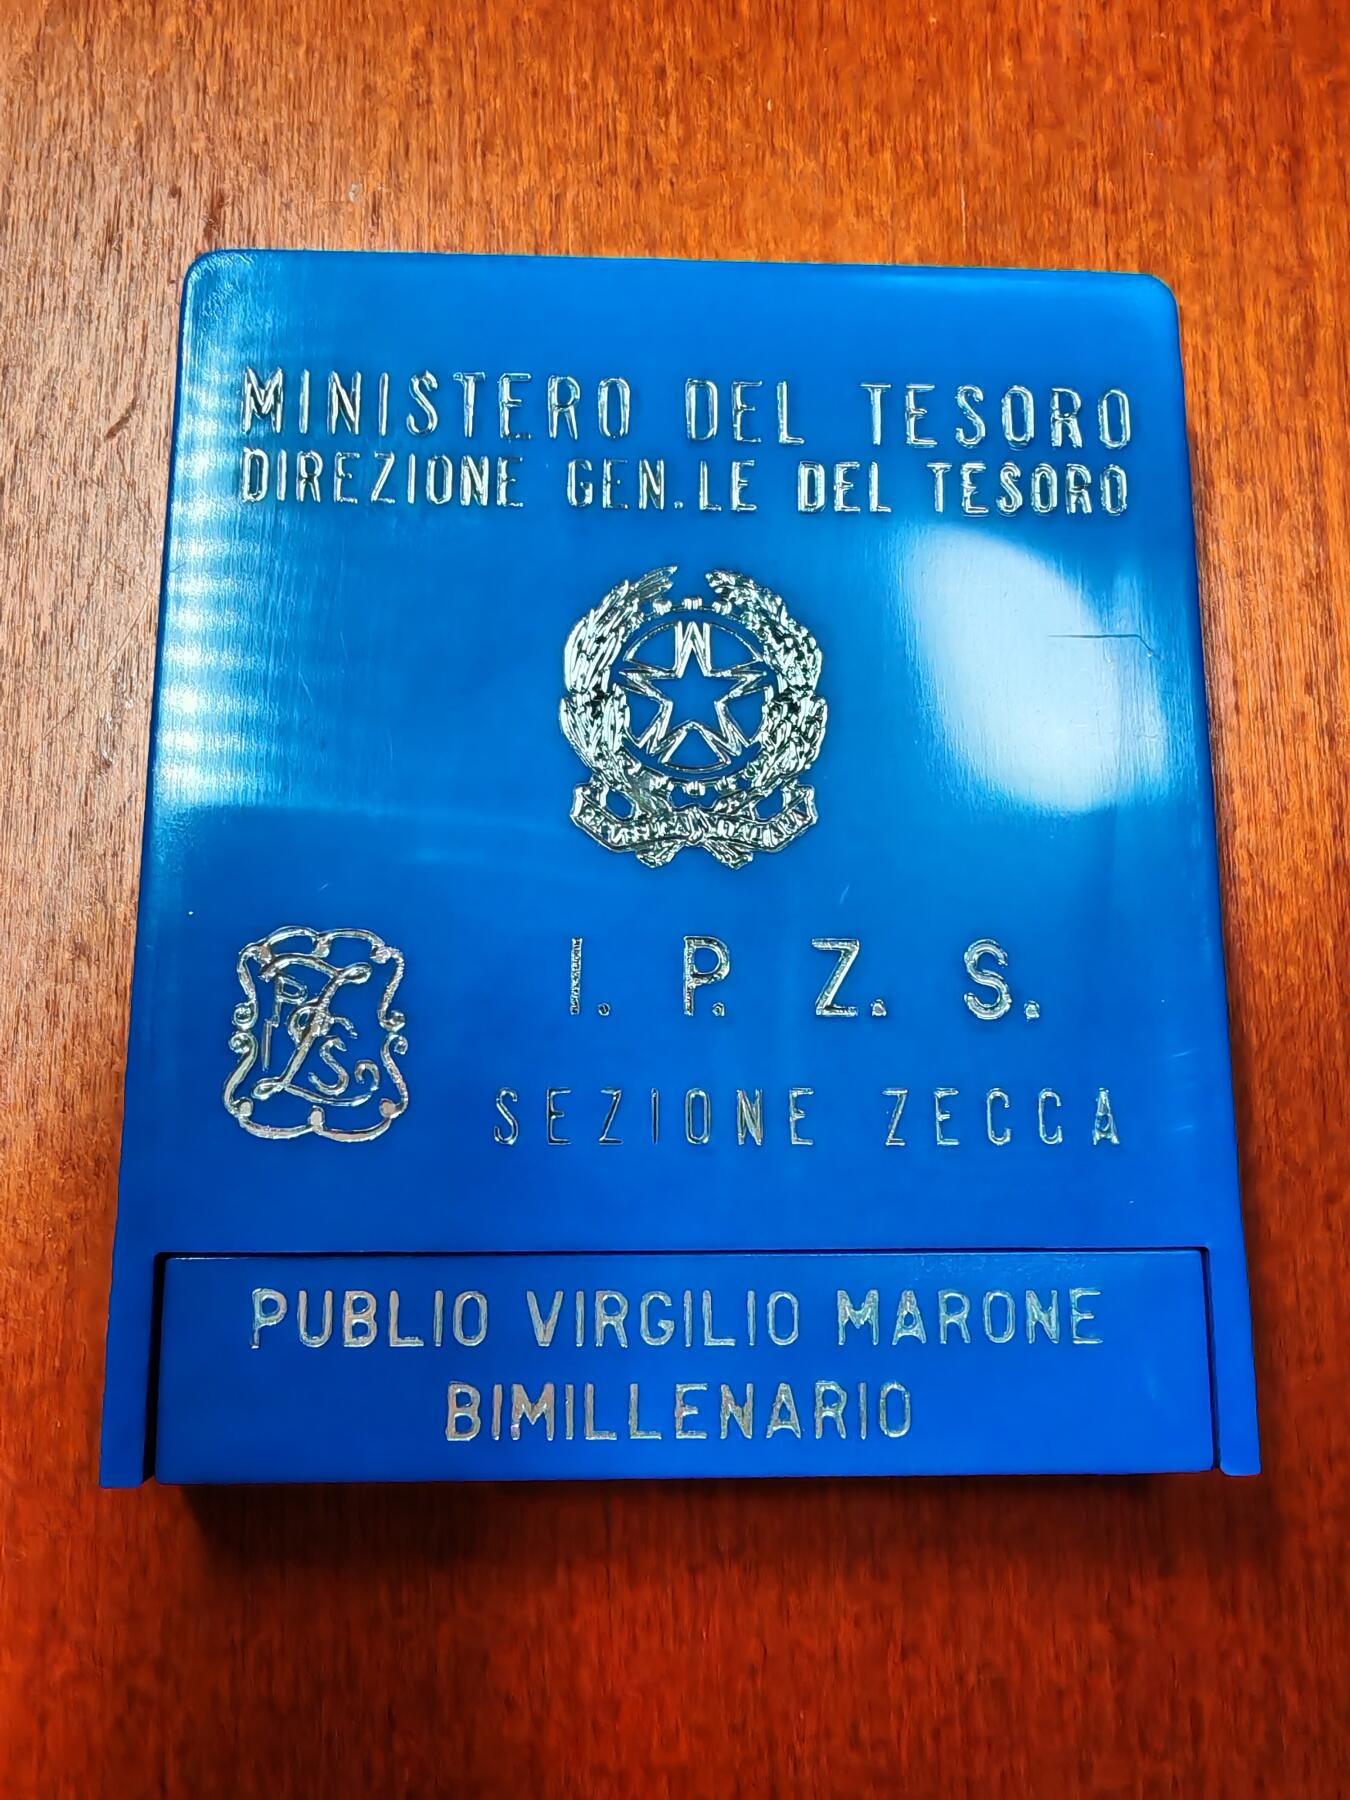 MINISTERO DEL TESORO
DIREZIONE GEN.LE DEL TESORO
I. P. Z. S.
SEZIONE ZECCA
PUBLIO VIRGILIO MARONE
BIMILLENARIO